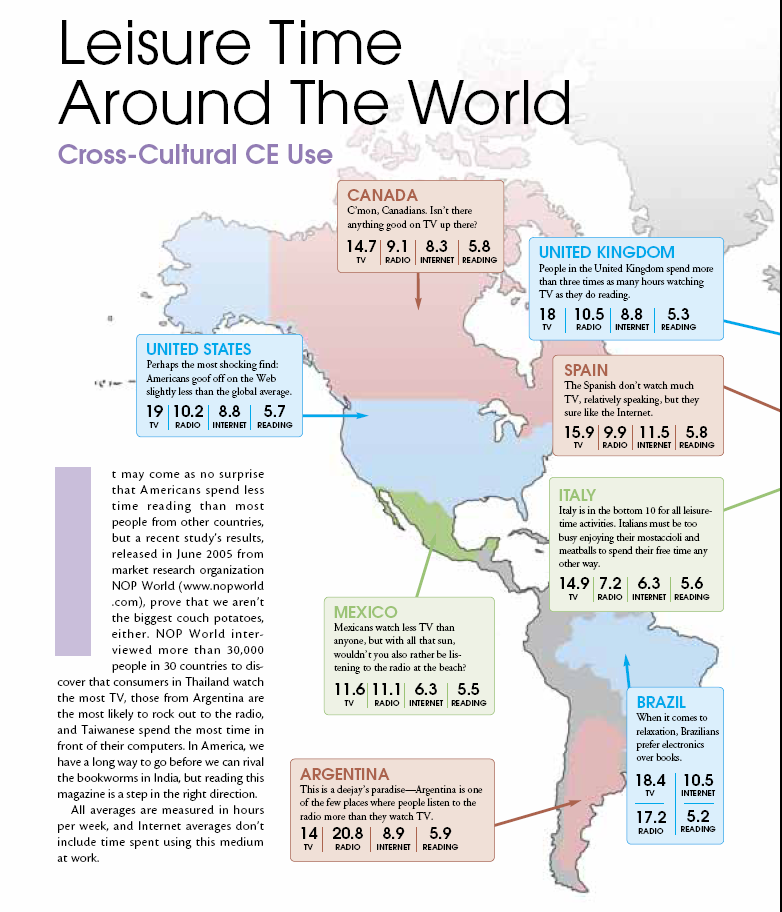 Leisure Time
Around The World
Cross-Cultural CE Use
CANADA
C'mon, Canadians. Isn't there
anything good on TV up there?
14.7 9.1 8.3 5.8
TV RADIO INTERNET READING
UNITED KINGDOM
People in the United Kingdom spend more
than three times as many hours watching
TV as they do reading.
18 10.5 8.8 5.3
TV RADIO INTERNET READING
UNITED STATES
Perhaps the most shocking find:
Americans goof off on the Web
slightly less than the global average.
19 10.2 8.8 5.7
TV RADIO INTERNET READING
SPAIN
The Spanish don't watch much
TV, relatively speaking, but they
sure like the Internet.
15.9 9.9 11.5 5.8
TV RADIO INTERNET READING
t may come as no surprise
that Americans spend less
time reading than most
people from other countries,
but a recent study's results,
released in June 2005 from
market research organization
NOP World (www.nopworld
.com), prove that we aren't
the biggest couch potatoes,
either. NOP World inter-
viewed more than 30,000
people in 30 countries to dis-
cover that consumers in Thailand watch
the most TV, those from Argentina are
the most likely to rock out to the radio,
and Taiwanese spend the most time in
front of their computers. In America, we
have a long way to go before we can rival
the bookworms in India, but reading this
magazine is a step in the right direction.
All averages are measured in hours
per week, and Internet averages don't
include time spent using this medium
at work.
ITALY
Italy is in the bottom 10 for all leisure-
time activities. Italians must be too
busy enjoying their mostaccioli and
meatballs to spend their free time any
other way.
14.9 7.2 6.3 5.6
TV RADIO INTERNET READING
MEXICO
Mexicans watch less TV than
anyone, but with all that sun,
wouldn't you also rather be lis-
tening to the radio at the beach?
11.6 11.1 6.3 5.5
TV RADIO INTERNET READING
BRAZIL
When it comes to
relaxation, Brazilians
prefer electronics
over books.
18.4 10.5
TV INTERNET
17.2 5.2
RADIO READING
ARGENTINA
This is a deejay's paradise—Argentina is one
of the few places where people listen to the
radio more than they watch TV.
14 20.8 8.9 5.9
TV RADIO INTERNET READING